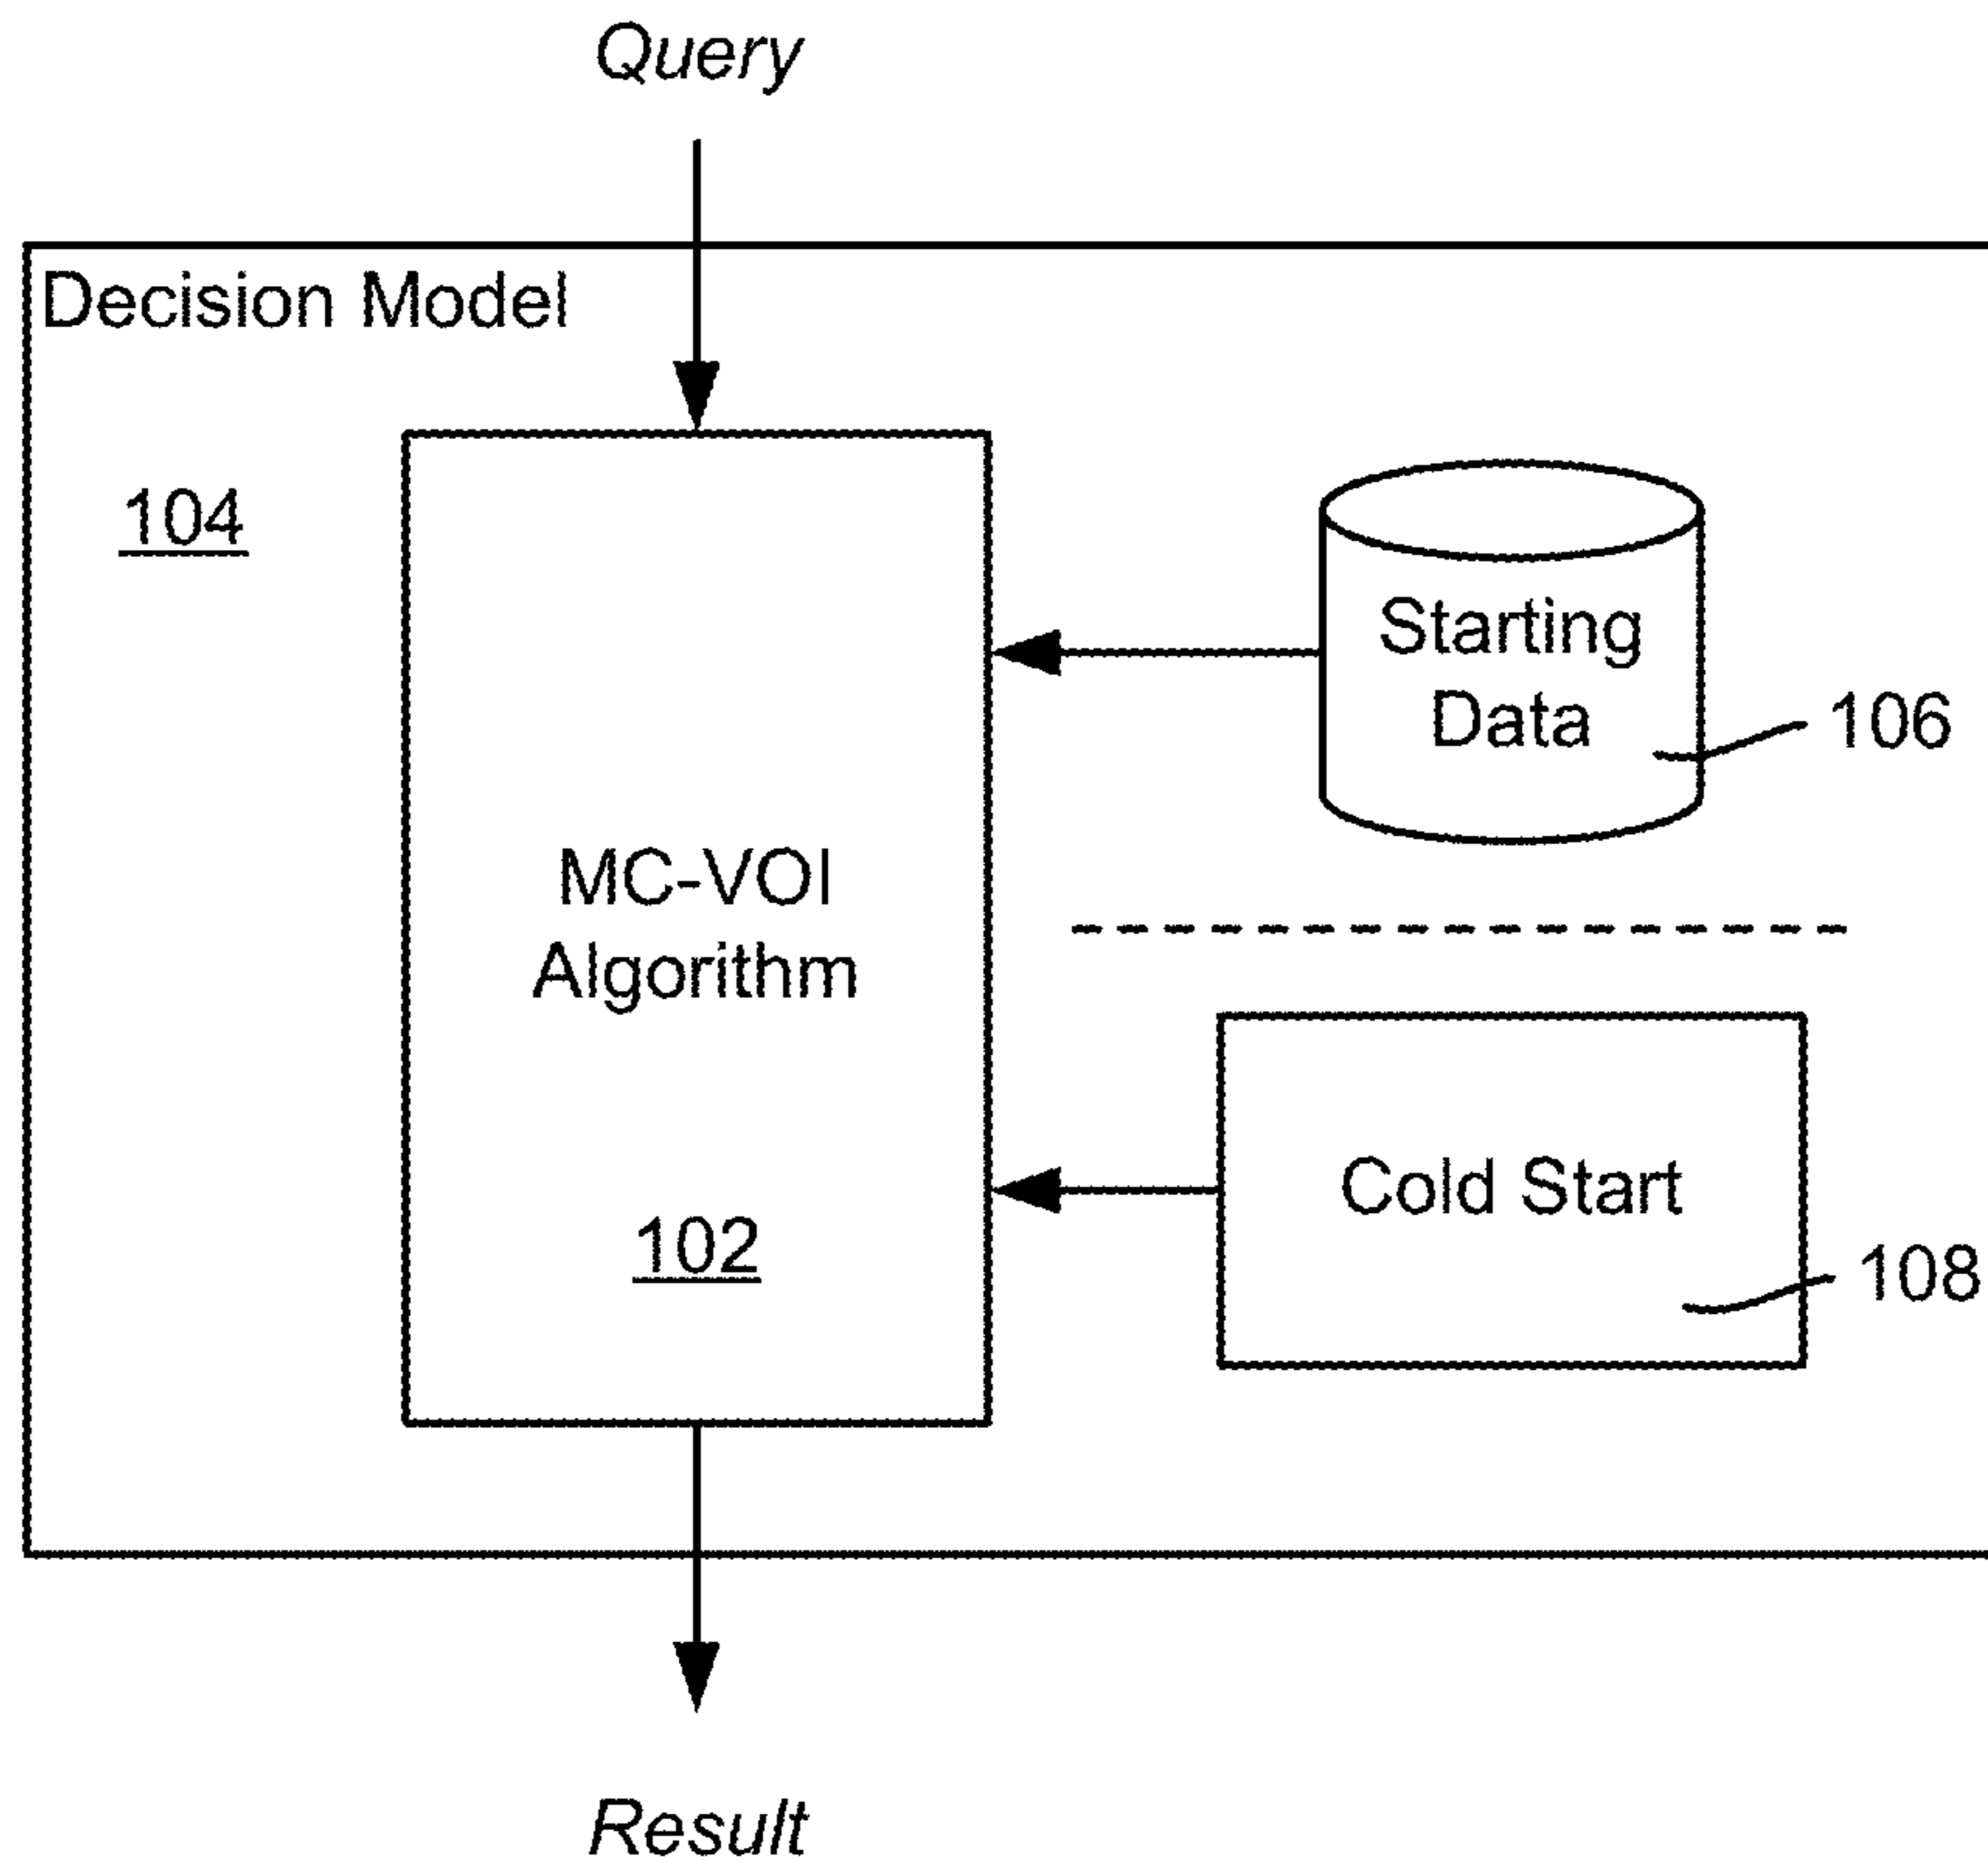 Query
Decision Model
104
Starting
Data
106
MC-VOI
Algorithm
102
Cold Start
108
Result